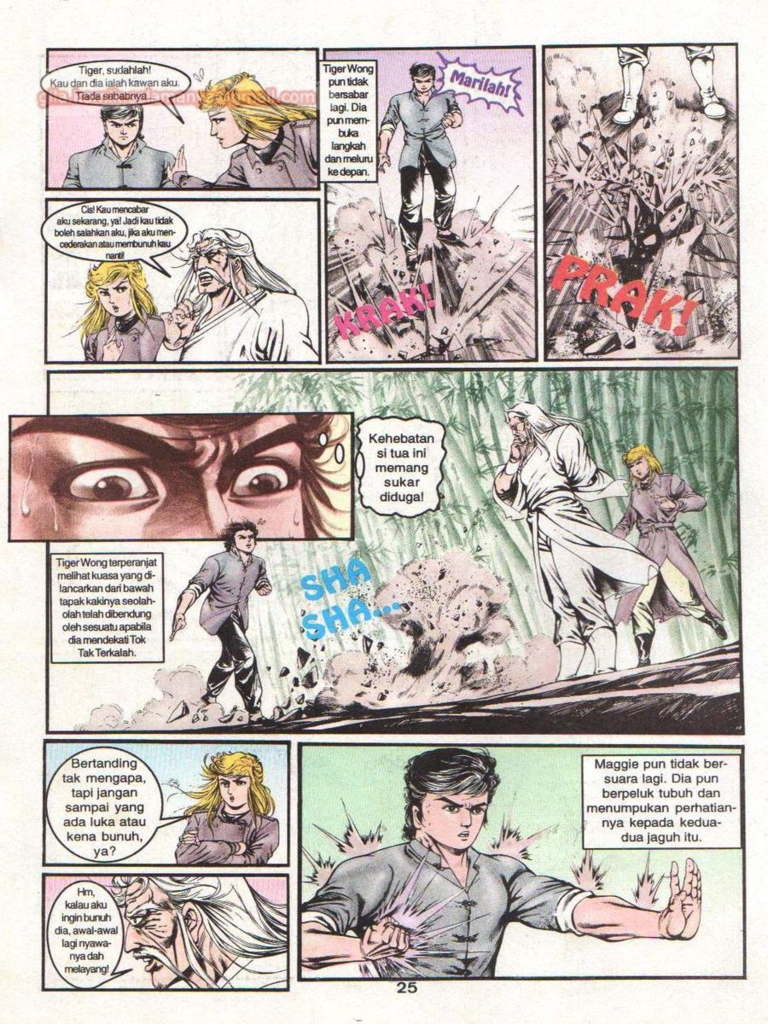 Tiger, sudahlah!
Kau dan dia ialah kawan aku.
Tiada sebabnya...
Tiger Wong
pun tidak
bersabar
lagi. Dia
pun mem-
buka
langkah
dan meluru
ke depan.
Marilah!
KRAK!
PRAK!
Cis! Kau mencabar
aku sekarang, ya! Jadi kau tidak
boleh salahkan aku, jika aku men-
cederakan atau membunuh kau
nanti!
Kehebatan
si tua ini
memang
sukar
diduga!
Tiger Wong terperanjat
melihat kuasa yang di-
lancarkan dari bawah
tapak kakinya seolah-
olah telah dibendung
oleh sesuatu apabila
dia mendekati Tok
Tak Terkalah.
SHA
SHA...
Bertanding
tak mengapa,
tapi jangan
sampai yang
ada luka atau
kena bunuh,
ya?
Hm,
kalau aku
ingin bunuh
dia, awal-awal
lagi nyawa-
nya dah
melayang!
Maggie pun tidak ber-
suara lagi. Dia pun
berpeluk tubuh dan
menumpukan perhatian-
nya kepada kedua-
dua jaguh itu.
25